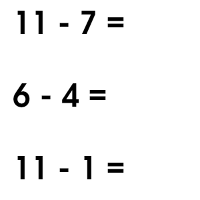 11 - 7 =
6 - 4 =
11 - 1 =